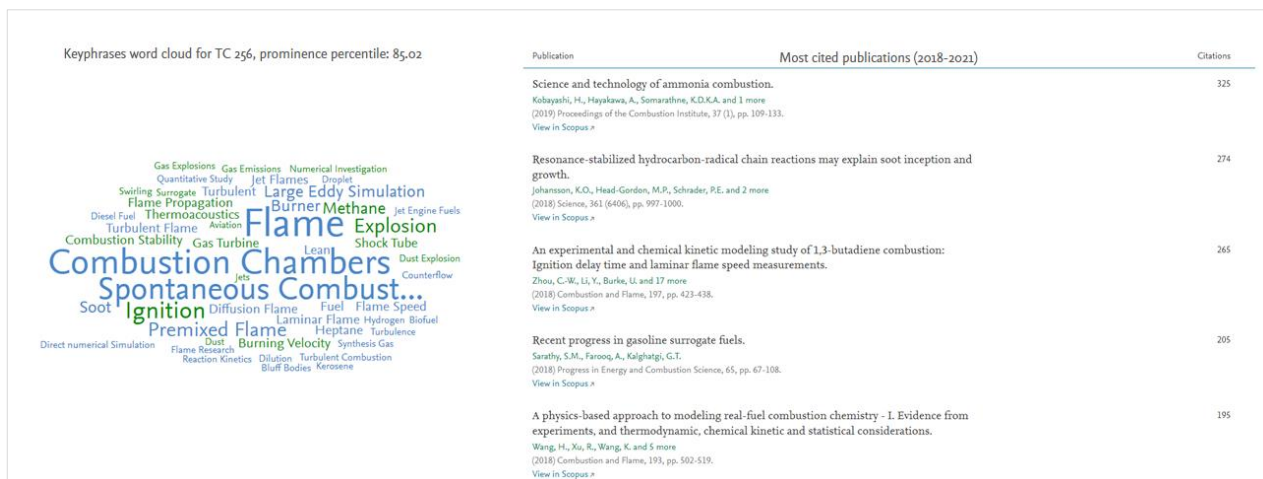 Keyphrases word cloud for TC 256, prominence percentile: 85.02
Gas Explosions Gas Emissions Numerical Investigation
Quantitative Study Jet Flames Droplet
Swirling Surrogate Turbulent Large Eddy Simulation
Flame Propagation Burner Methane Jet Engine Fuels
Diesel Fuel Thermoacoustics Flame Explosion
Turbulent Flame Aviation
Combustion Stability Gas Turbine Lean Shock Tube
Combustion Chambers Dust Explosion
Jets Counterflow
Spontaneous Combust...
Soot Ignition Diffusion Flame Fuel Flame Speed
Laminar Flame Hydrogen Biofuel
Premixed Flame Heptane Turbulence
Direct numerical Simulation Dust Burning Velocity Synthesis Gas
Flame Research
Reaction Kinetics Dilution Turbulent Combustion
Bluff Bodies Kerosene
Publication Most cited publications (2018-2021) Citations
Science and technology of ammonia combustion. 325
Kobayashi, H., Hayakawa, A., Somarathne, K.D.K.A. and 1 more
(2019) Proceedings of the Combustion Institute, 37 (1), pp. 109-133.
View in Scopus ↗
Resonance-stabilized hydrocarbon-radical chain reactions may explain soot inception and 274
growth.
Johansson, K.O., Head-Gordon, M.P., Schrader, P.E. and 2 more
(2018) Science, 361 (6406), pp. 997-1000.
View in Scopus ↗
An experimental and chemical kinetic modeling study of 1,3-butadiene combustion: 265
Ignition delay time and laminar flame speed measurements.
Zhou, C.-W., Li, Y., Burke, U. and 17 more
(2018) Combustion and Flame, 197, pp. 423-438.
View in Scopus ↗
Recent progress in gasoline surrogate fuels. 205
Sarathy, S.M., Farooq, A., Kalghatgi, G.T.
(2018) Progress in Energy and Combustion Science, 65, pp. 67-108.
View in Scopus ↗
A physics-based approach to modeling real-fuel combustion chemistry - I. Evidence from 195
experiments, and thermodynamic, chemical kinetic and statistical considerations.
Wang, H., Xu, R., Wang, K. and 5 more
(2018) Combustion and Flame, 193, pp. 502-519.
View in Scopus ↗